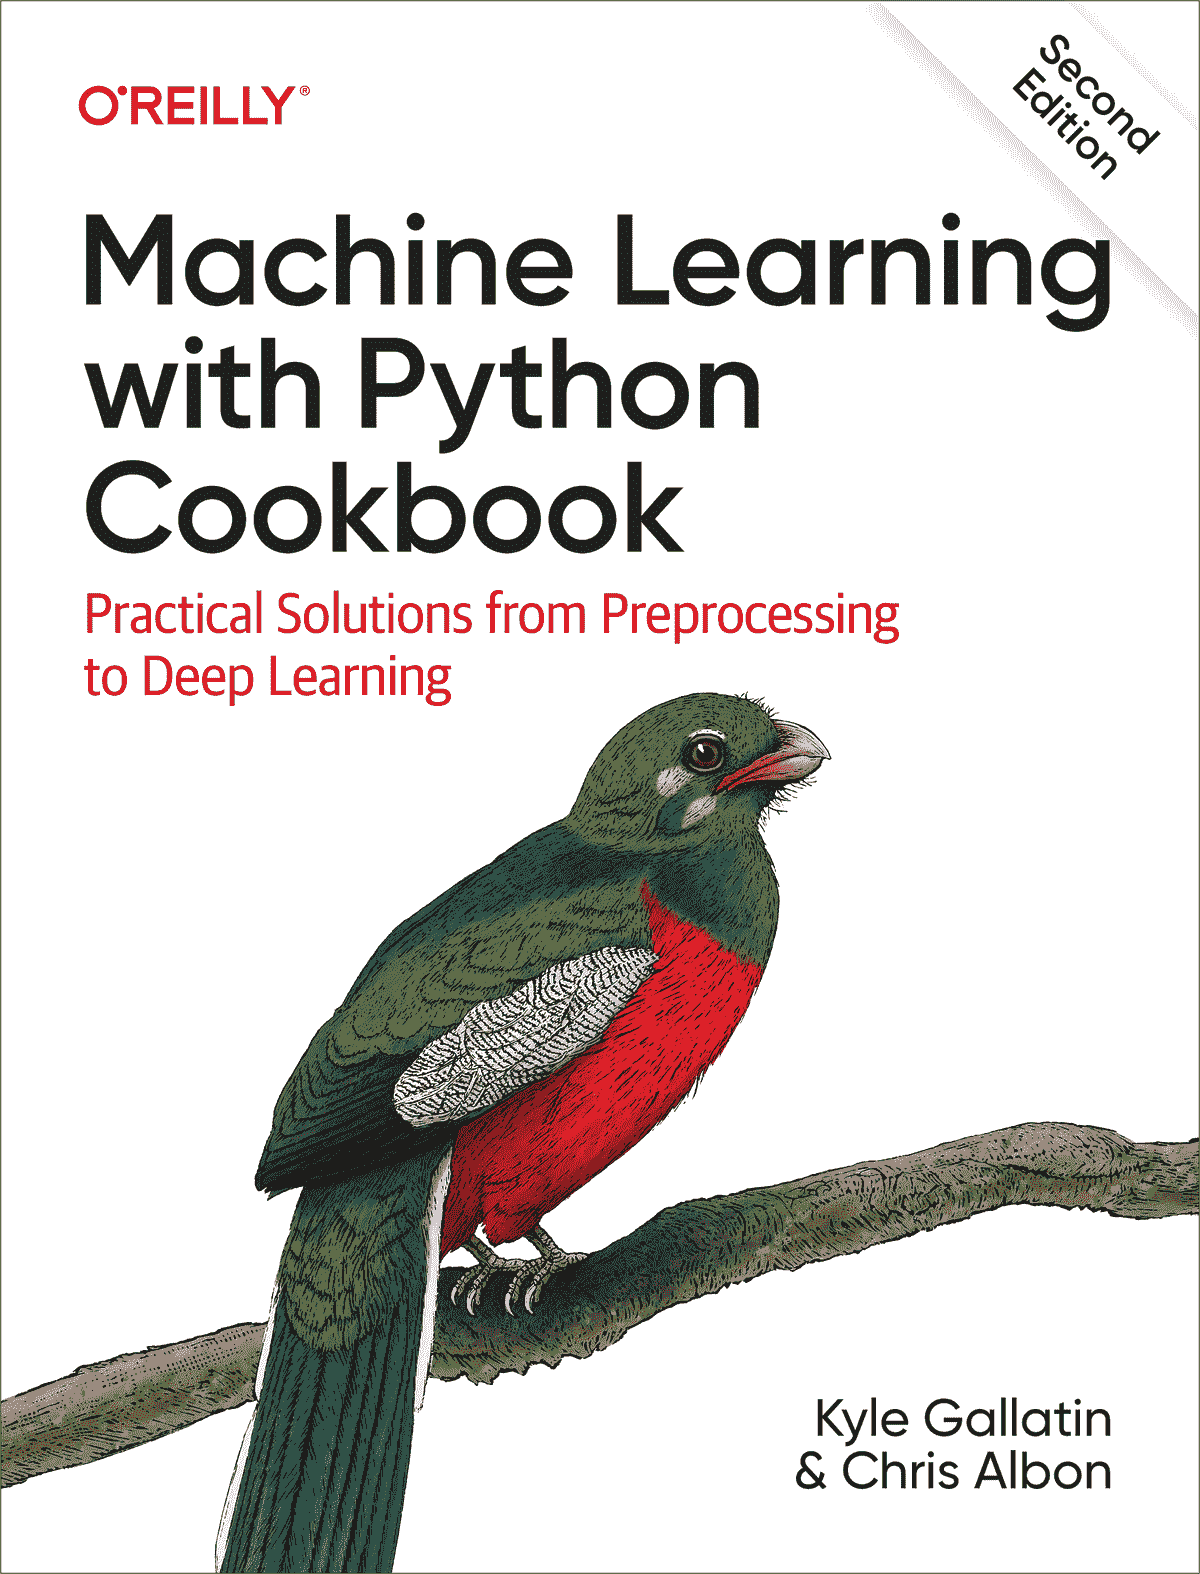 O'REILLY®
Second
Edition
Machine Learning
with Python
Cookbook
Practical Solutions from Preprocessing
to Deep Learning
Kyle Gallatin
& Chris Albon